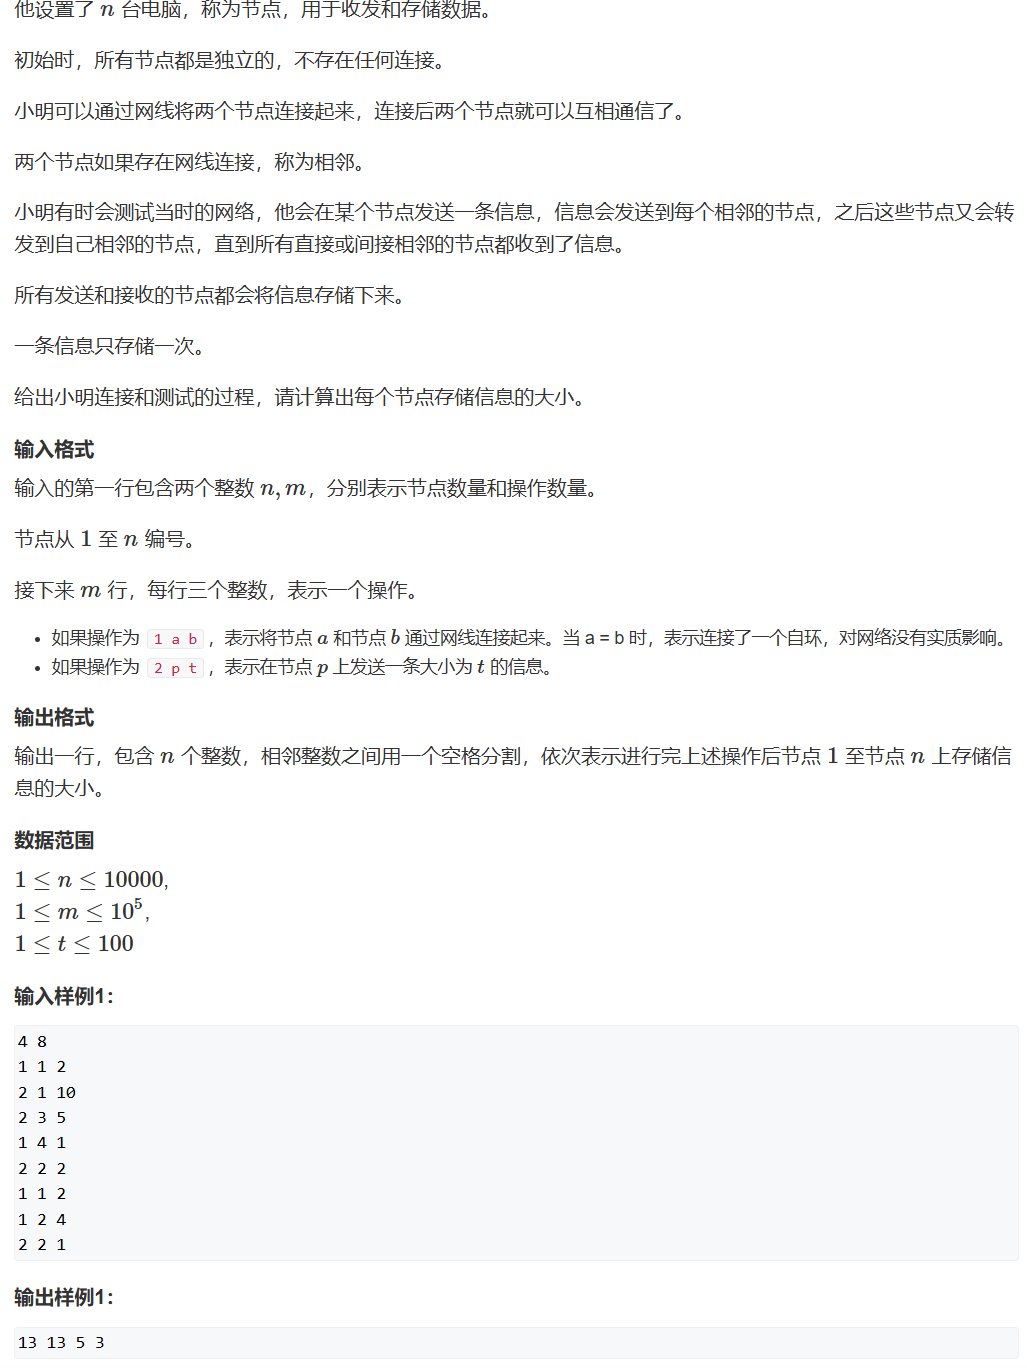 他设置了 n 台电脑，称为节点，用于收发和存储数据。
初始时，所有节点都是独立的，不存在任何连接。
小明可以通过网线将两个节点连接起来，连接后两个节点就可以互相通信了。
两个节点如果存在网线连接，称为相邻。
小明有时会测试当时的网络，他会在某个节点发送一条信息，信息会发送到每个相邻的节点，之后这些节点又会转
发到自己相邻的节点，直到所有直接或间接相邻的节点都收到了信息。
所有发送和接收的节点都会将信息存储下来。
一条信息只存储一次。
给出小明连接和测试的过程，请计算出每个节点存储信息的大小。
输入格式
输入的第一行包含两个整数 n, m，分别表示节点数量和操作数量。
节点从 1 至 n 编号。
接下来 m 行，每行三个整数，表示一个操作。
• 如果操作为 1 a b ，表示将节点 a 和节点 b 通过网线连接起来。当 a = b 时，表示连接了一个自环，对网络没有实质影响。
• 如果操作为 2 p t ，表示在节点 p 上发送一条大小为 t 的信息。
输出格式
输出一行，包含 n 个整数，相邻整数之间用一个空格分割，依次表示进行完上述操作后节点 1 至节点 n 上存储信
息的大小。
数据范围
1 ≤ n ≤ 10000,
1 ≤ m ≤ 10⁵,
1 ≤ t ≤ 100
输入样例1：
4 8
1 1 2
2 1 10
2 3 5
1 4 1
2 2 2
1 1 2
1 2 4
2 2 1
输出样例1：
13 13 5 3